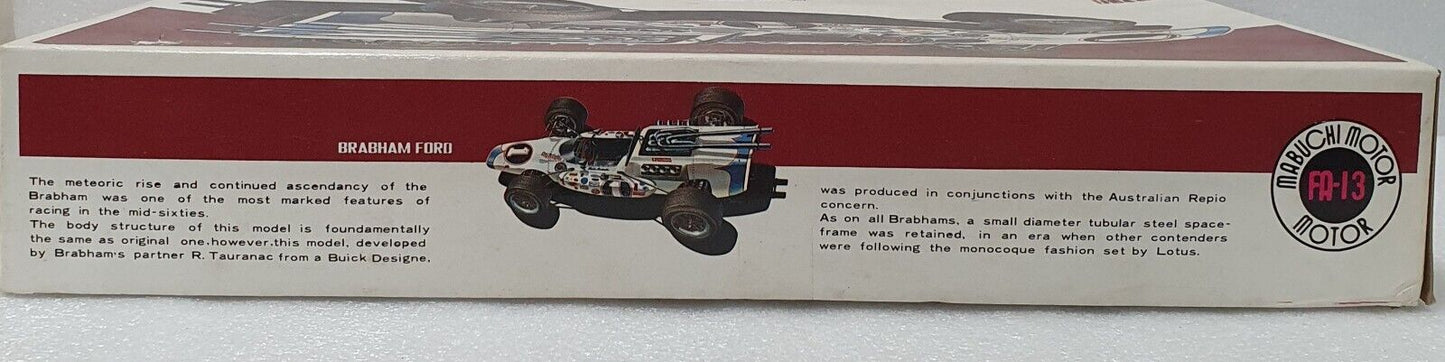 BRABHAM FORD
The meteoric rise and continued ascendancy of the
Brabham was one of the most marked features of
racing in the mid-sixties.
The body structure of this model is foundamentally
the same as original one,however,this model, developed
by Brabham's partner R. Tauranac from a Buick Designe,
1
was produced in conjunctions with the Australian Repio
concern.
As on all Brabhams, a small diameter tubular steel space-
frame was retained, in an era when other contenders
were following the monocoque fashion set by Lotus.
MABUCHI MOTOR
FA-13
MOTOR